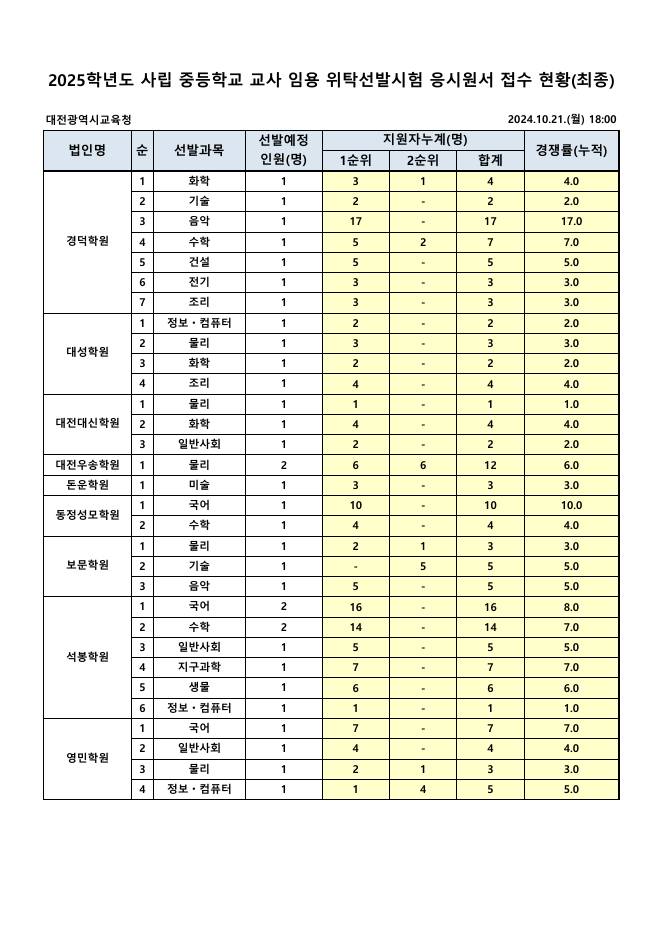 2025학년도 사립 중등학교 교사 임용 위탁선발시험 응시원서 접수 현황(최종)
대전광역시교육청 2024.10.21.(월) 18:00
법인명 순 선발과목 선발예정 인원(명) 지원자누계(명) 경쟁률(누적)
1순위 2순위 합계
경덕학원 1 화학 1 3 1 4 4.0
2 기술 1 2 - 2 2.0
3 음악 1 17 - 17 17.0
4 수학 1 5 2 7 7.0
5 건설 1 5 - 5 5.0
6 전기 1 3 - 3 3.0
7 조리 1 3 - 3 3.0
대성학원 1 정보・컴퓨터 1 2 - 2 2.0
2 물리 1 3 - 3 3.0
3 화학 1 2 - 2 2.0
4 조리 1 4 - 4 4.0
대전대신학원 1 물리 1 1 - 1 1.0
2 화학 1 4 - 4 4.0
3 일반사회 1 2 - 2 2.0
대전우송학원 1 물리 2 6 6 12 6.0
돈운학원 1 미술 1 3 - 3 3.0
동정성모학원 1 국어 1 10 - 10 10.0
2 수학 1 4 - 4 4.0
보문학원 1 물리 1 2 1 3 3.0
2 기술 1 - 5 5 5.0
3 음악 1 5 - 5 5.0
석봉학원 1 국어 2 16 - 16 8.0
2 수학 2 14 - 14 7.0
3 일반사회 1 5 - 5 5.0
4 지구과학 1 7 - 7 7.0
5 생물 1 6 - 6 6.0
6 정보・컴퓨터 1 1 - 1 1.0
영민학원 1 국어 1 7 - 7 7.0
2 일반사회 1 4 - 4 4.0
3 물리 1 2 1 3 3.0
4 정보・컴퓨터 1 1 4 5 5.0